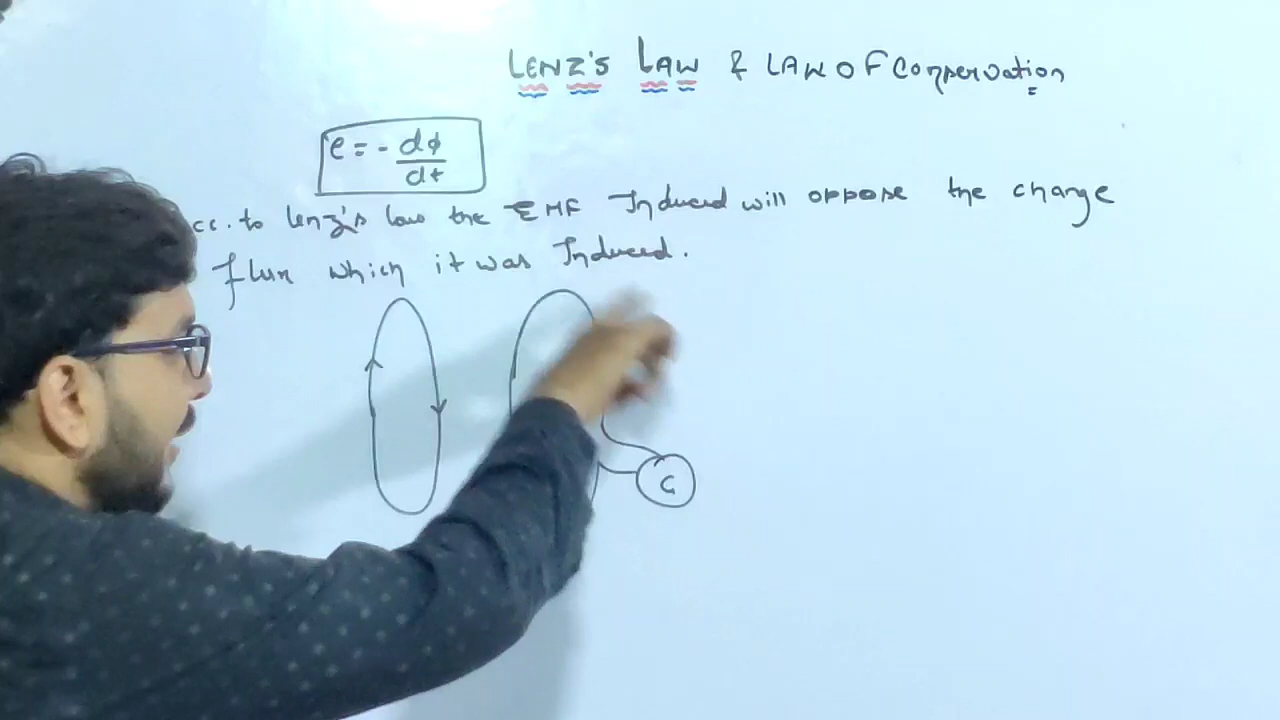 LENZ'S LAW & LAW OF Conservation
e = - dϕ/dt
cc. to Lenz's law the EMF Induced will oppose the change
flux which it was Induced.
G